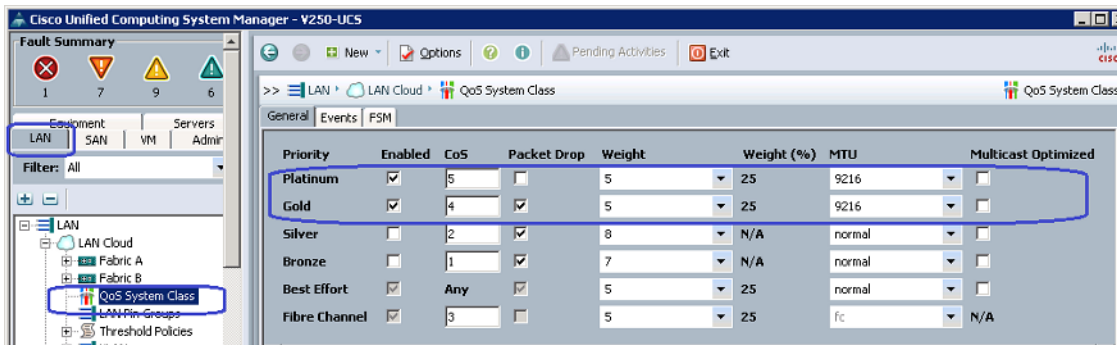 Cisco Unified Computing System Manager - V250-UCS
Fault Summary
1 7 9 6
Equipment Servers
LAN SAN VM Admin
Filter: All
LAN
LAN Cloud
Fabric A
Fabric B
QoS System Class
LAN Pin Groups
Threshold Policies
New Options Pending Activities Exit
>> LAN LAN Cloud QoS System Class QoS System Class
General Events FSM
Priority Enabled CoS Packet Drop Weight Weight (%) MTU Multicast Optimized
Platinum 5 5 25 9216
Gold 4 5 25 9216
Silver 2 8 N/A normal
Bronze 1 7 N/A normal
Best Effort Any 5 25 normal
Fibre Channel 3 5 25 fc N/A